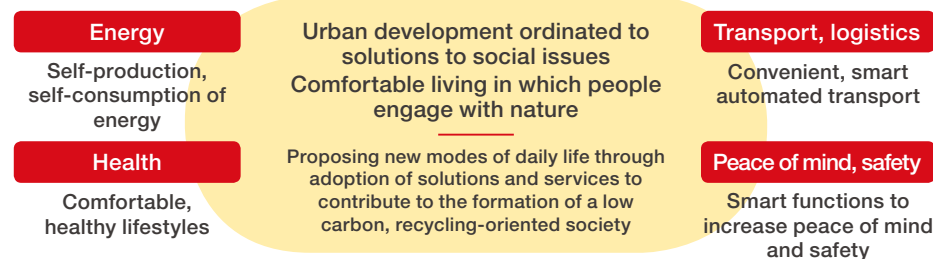 Energy
Self-production,
self-consumption of
energy
Health
Comfortable,
healthy lifestyles
Urban development ordinated to
solutions to social issues
Comfortable living in which people
engage with nature
Proposing new modes of daily life through
adoption of solutions and services to
contribute to the formation of a low
carbon, recycling-oriented society
Transport, logistics
Convenient, smart
automated transport
Peace of mind, safety
Smart functions to
increase peace of mind
and safety